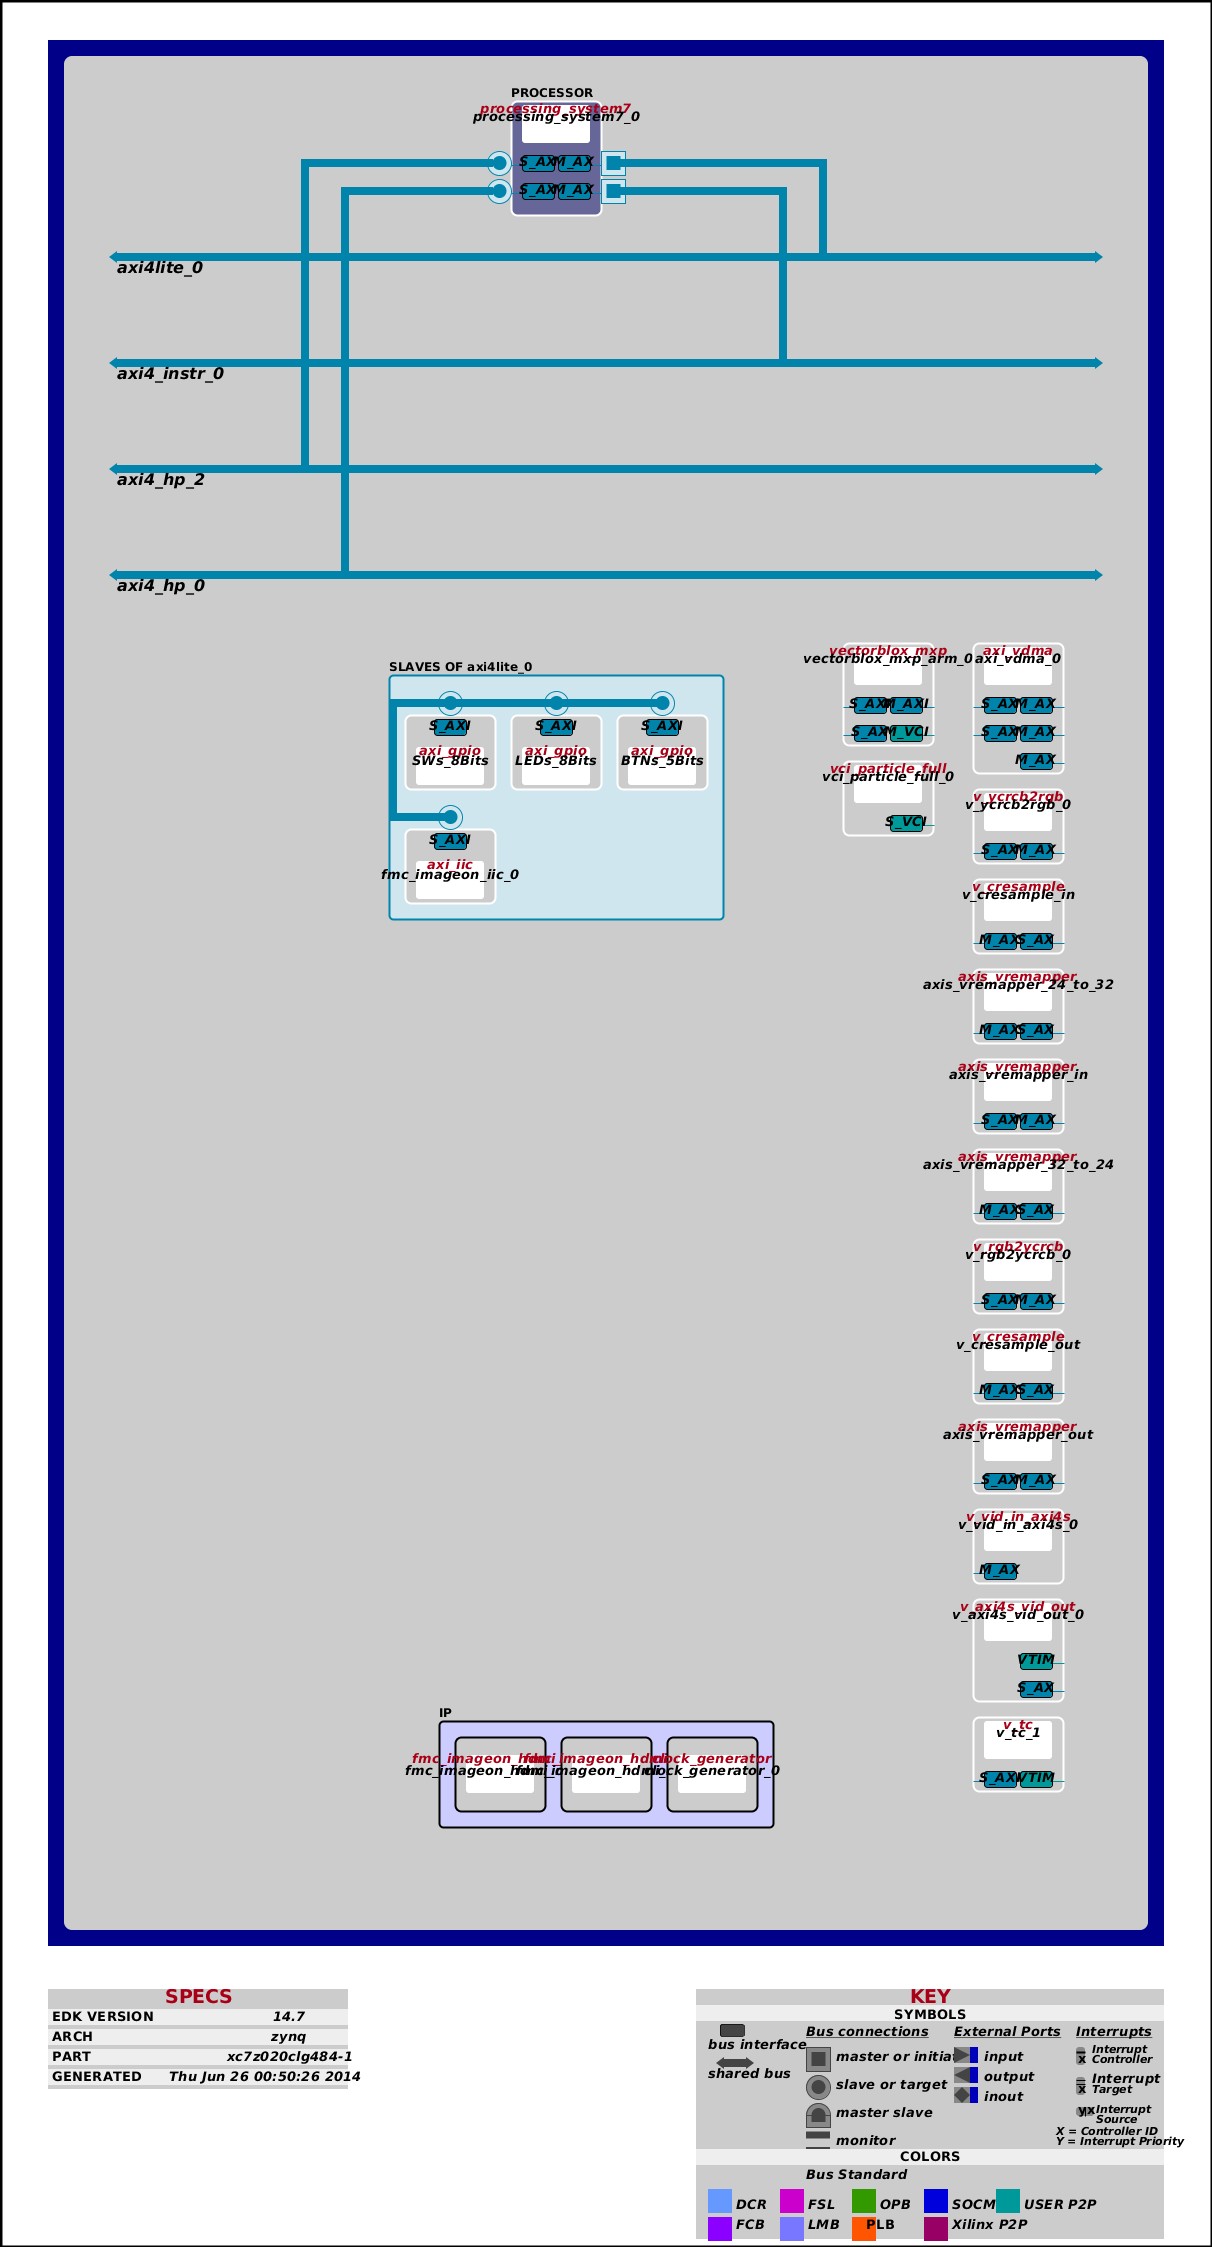 PROCESSOR
processing_system7
processing_system7_0
S_AX M_AX
S_AX M_AX
axi4lite_0
axi4_instr_0
axi4_hp_2
axi4_hp_0
SLAVES OF axi4lite_0
S_AXI S_AXI S_AXI
axi_gpio axi_gpio axi_gpio
SWs_8Bits LEDs_8Bits BTNs_5Bits
S_AXI
axi_iic
fmc_imageon_iic_0
vectorblox_mxp
vectorblox_mxp_arm_0
S_AXI M_AXI
S_AX M_VCI
vci_particle_full
vci_particle_full_0
S_VCI
axi_vdma
axi_vdma_0
S_AX M_AX
S_AX M_AX
M_AX
v_ycrcb2rgb
v_ycrcb2rgb_0
S_AX M_AX
v_cresample
v_cresample_in
M_AX S_AX
axis_vremapper
axis_vremapper_24_to_32
M_AX S_AX
axis_vremapper
axis_vremapper_in
S_AX M_AX
axis_vremapper
axis_vremapper_32_to_24
M_AX S_AX
v_rgb2ycrcb
v_rgb2ycrcb_0
S_AX M_AX
v_cresample
v_cresample_out
M_AX S_AX
axis_vremapper
axis_vremapper_out
S_AX M_AX
v_vid_in_axi4s
v_vid_in_axi4s_0
M_AX
v_axi4s_vid_out
v_axi4s_vid_out_0
VTIM
S_AX
v_tc
v_tc_1
S_AXI VTIM
IP
clock_generator
clock_generator_0
SPECS
EDK VERSION 14.7
ARCH zynq
PART xc7z020clg484-1
GENERATED Thu Jun 26 00:50:26 2014
KEY
SYMBOLS
bus interface
shared bus
Bus connections
master or initiat
slave or target
master slave
monitor
External Ports
input
output
inout
Interrupts
x Interrupt
Controller
x Interrupt
Target
yx Interrupt
Source
X = Controller ID
Y = Interrupt Priority
COLORS
Bus Standard
DCR FSL OPB SOCM USER P2P
FCB LMB PLB Xilinx P2P